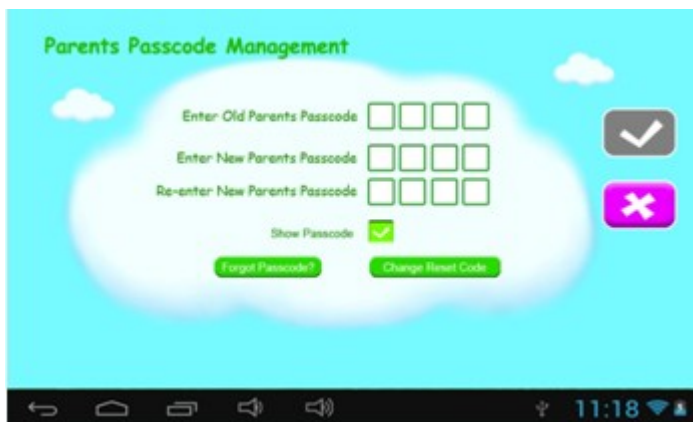 Parents Passcode Management
Enter Old Parents Passcode
Enter New Parents Passcode
Re-enter New Parents Passcode
Show Passcode
Forgot Passcode? Change Reset Code
11:18